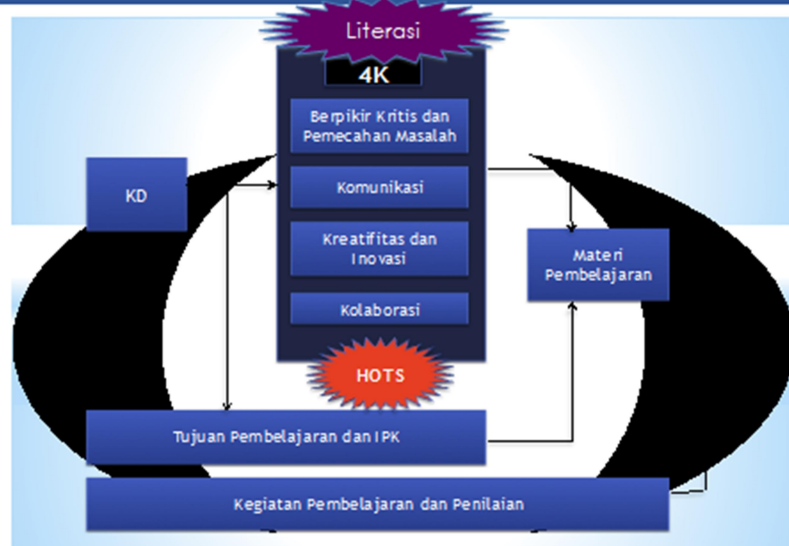 Literasi
4K
Berpikir Kritis dan
Pemecahan Masalah
KD
Komunikasi
Kreatifitas dan
Inovasi
Materi
Pembelajaran
Kolaborasi
HOTS
Tujuan Pembelajaran dan IPK
Kegiatan Pembelajaran dan Penilaian